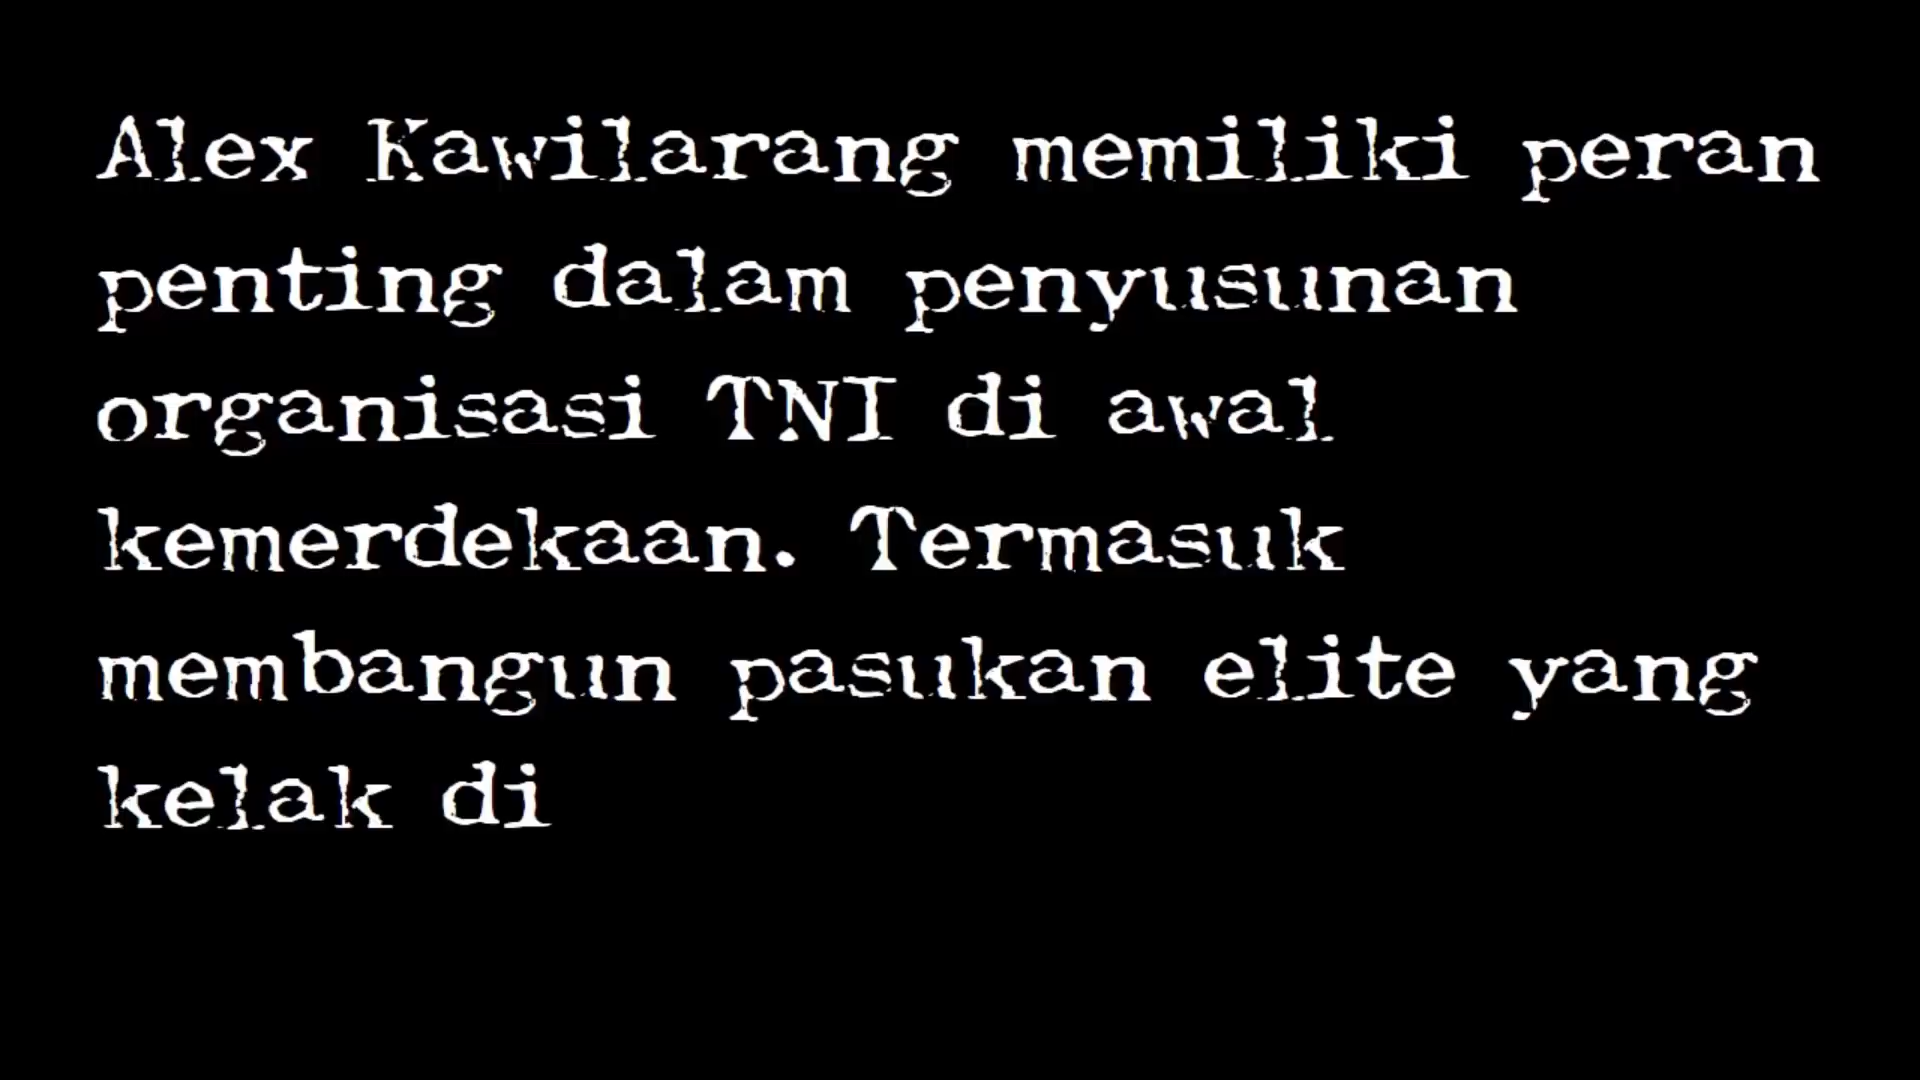 Alex Kawilarang memiliki peran
penting dalam penyusunan
organisasi TNI di awal
kemerdekaan. Termasuk
membangun pasukan elite yang
kelak di